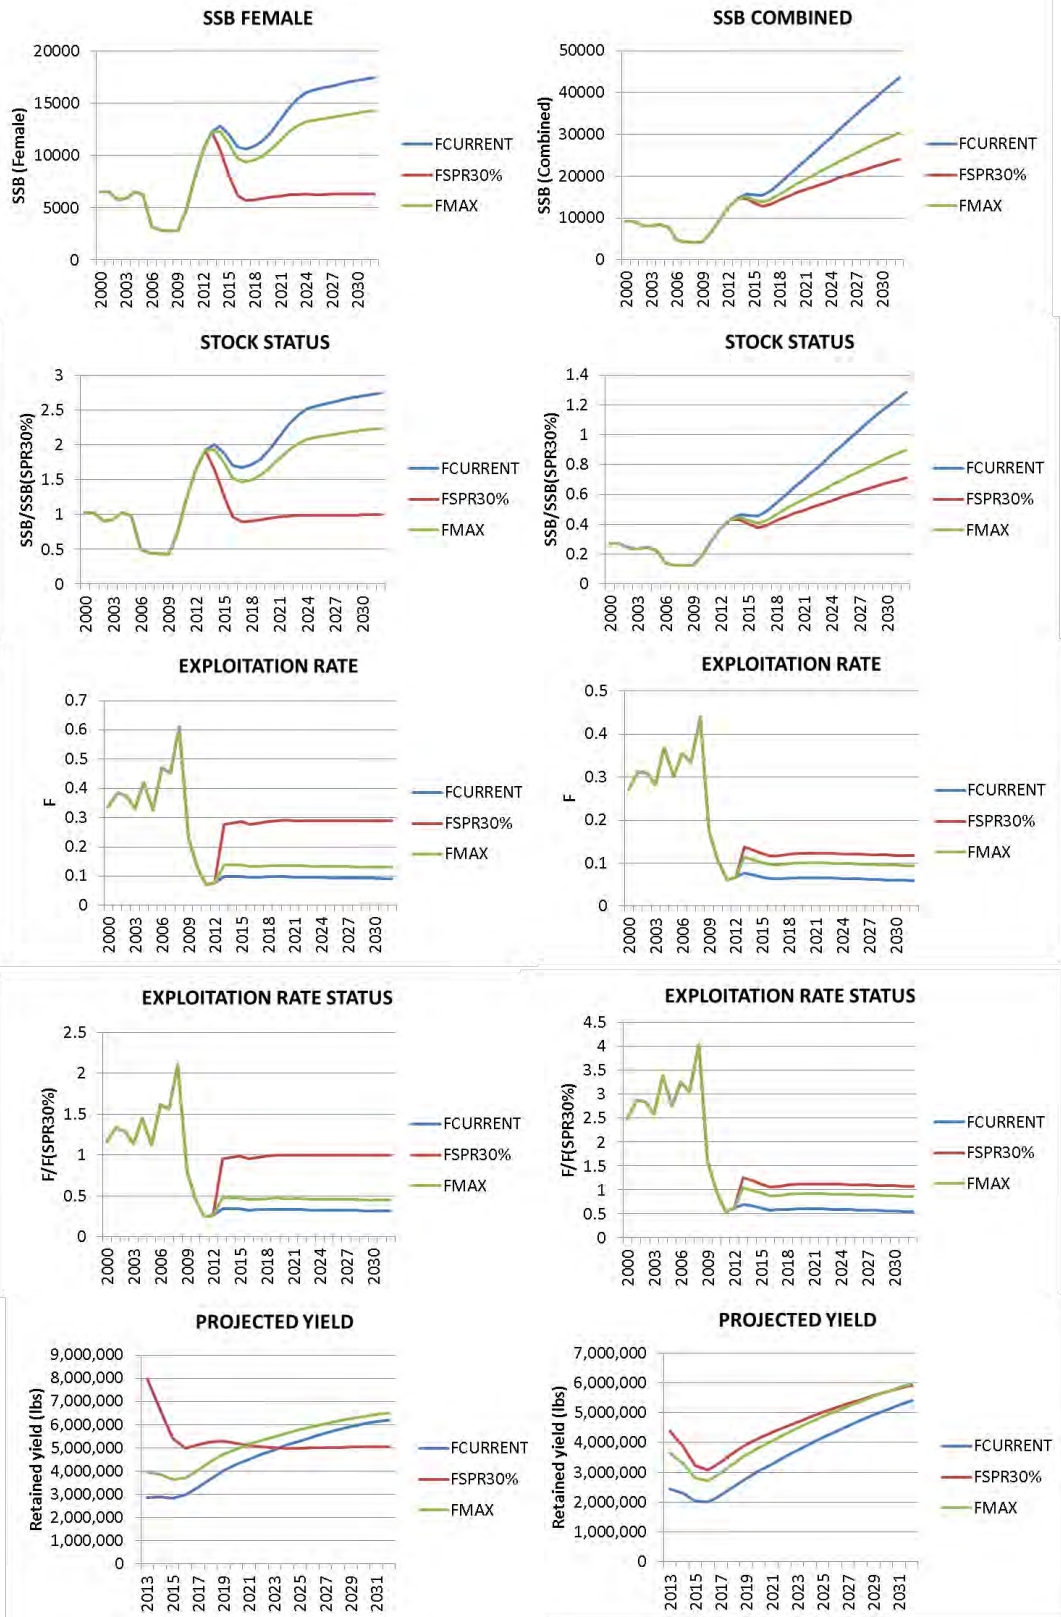 SSB FEMALE
20000
15000
10000
5000
0
SSB (Female)
2000 2003 2006 2009 2012 2015 2018 2021 2024 2027 2030
FCURRENT
FSPR30%
FMAX
SSB COMBINED
50000
40000
30000
20000
10000
0
SSB (Combined)
2000 2003 2006 2009 2012 2015 2018 2021 2024 2027 2030
FCURRENT
FSPR30%
FMAX
STOCK STATUS
3
2.5
2
1.5
1
0.5
0
SSB/SSB(SPR30%)
2000 2003 2006 2009 2012 2015 2018 2021 2024 2027 2030
FCURRENT
FSPR30%
FMAX
STOCK STATUS
1.4
1.2
1
0.8
0.6
0.4
0.2
0
SSB/SSB(SPR30%)
2000 2003 2006 2009 2012 2015 2018 2021 2024 2027 2030
FCURRENT
FSPR30%
FMAX
EXPLOITATION RATE
0.7
0.6
0.5
0.4
0.3
0.2
0.1
0
F
2000 2003 2006 2009 2012 2015 2018 2021 2024 2027 2030
FCURRENT
FSPR30%
FMAX
EXPLOITATION RATE
0.5
0.4
0.3
0.2
0.1
0
F
2000 2003 2006 2009 2012 2015 2018 2021 2024 2027 2030
FCURRENT
FSPR30%
FMAX
EXPLOITATION RATE STATUS
2.5
2
1.5
1
0.5
0
F/F(SPR30%)
2000 2003 2006 2009 2012 2015 2018 2021 2024 2027 2030
FCURRENT
FSPR30%
FMAX
EXPLOITATION RATE STATUS
4.5
4
3.5
3
2.5
2
1.5
1
0.5
0
F/F(SPR30%)
2000 2003 2006 2009 2012 2015 2018 2021 2024 2027 2030
FCURRENT
FSPR30%
FMAX
PROJECTED YIELD
9,000,000
8,000,000
7,000,000
6,000,000
5,000,000
4,000,000
3,000,000
2,000,000
1,000,000
0
Retained yield (lbs)
2013 2015 2017 2019 2021 2023 2025 2027 2029 2031
FCURRENT
FSPR30%
FMAX
PROJECTED YIELD
7,000,000
6,000,000
5,000,000
4,000,000
3,000,000
2,000,000
1,000,000
0
Retained yield (lbs)
2013 2015 2017 2019 2021 2023 2025 2027 2029 2031
FCURRENT
FSPR30%
FMAX